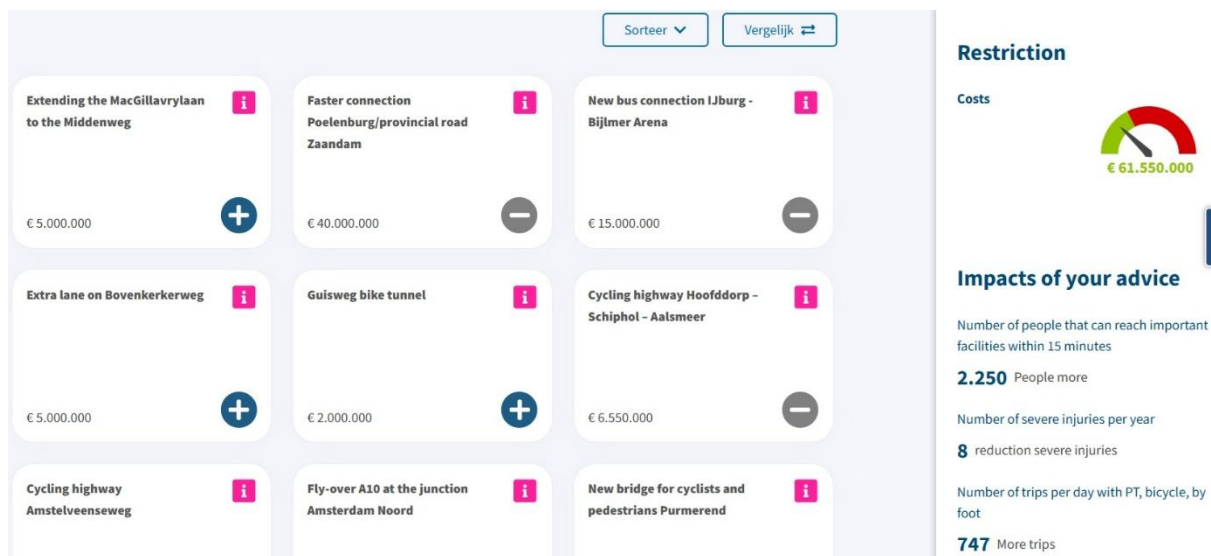 Sorteer
Vergelijk
Extending the MacGillavrylaan
to the Middenweg
€ 5.000.000
Faster connection
Poelenburg/provincial road
Zaandam
€ 40.000.000
New bus connection IJburg -
Bijlmer Arena
€ 15.000.000
Extra lane on Bovenkerkerweg
€ 5.000.000
Guisweg bike tunnel
€ 2.000.000
Cycling highway Hoofddorp –
Schiphol – Aalsmeer
€ 6.550.000
Cycling highway
Amstelveenseweg
Fly-over A10 at the junction
Amsterdam Noord
New bridge for cyclists and
pedestrians Purmerend
Restriction
Costs
€ 61.550.000
Impacts of your advice
Number of people that can reach important
facilities within 15 minutes
2.250 People more
Number of severe injuries per year
8 reduction severe injuries
Number of trips per day with PT, bicycle, by
foot
747 More trips